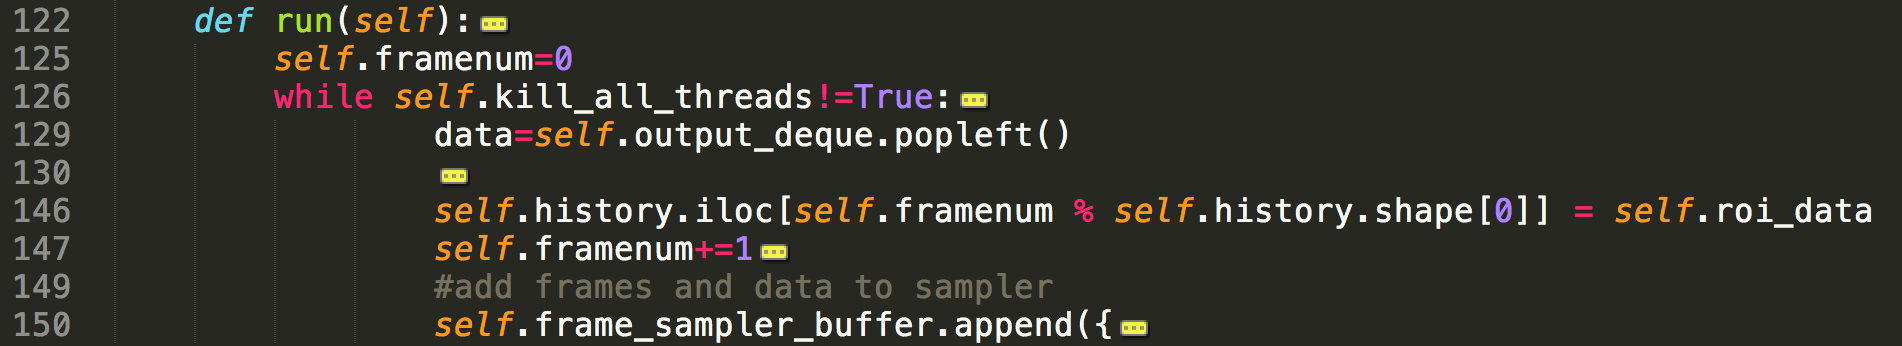 122 def run(self):
125 self.framenum=0
126 while self.kill_all_threads!=True:
129 data=self.output_deque.popleft()
130
146 self.history.iloc[self.framenum % self.history.shape[0]] = self.roi_data
147 self.framenum+=1
149 #add frames and data to sampler
150 self.frame_sampler_buffer.append({